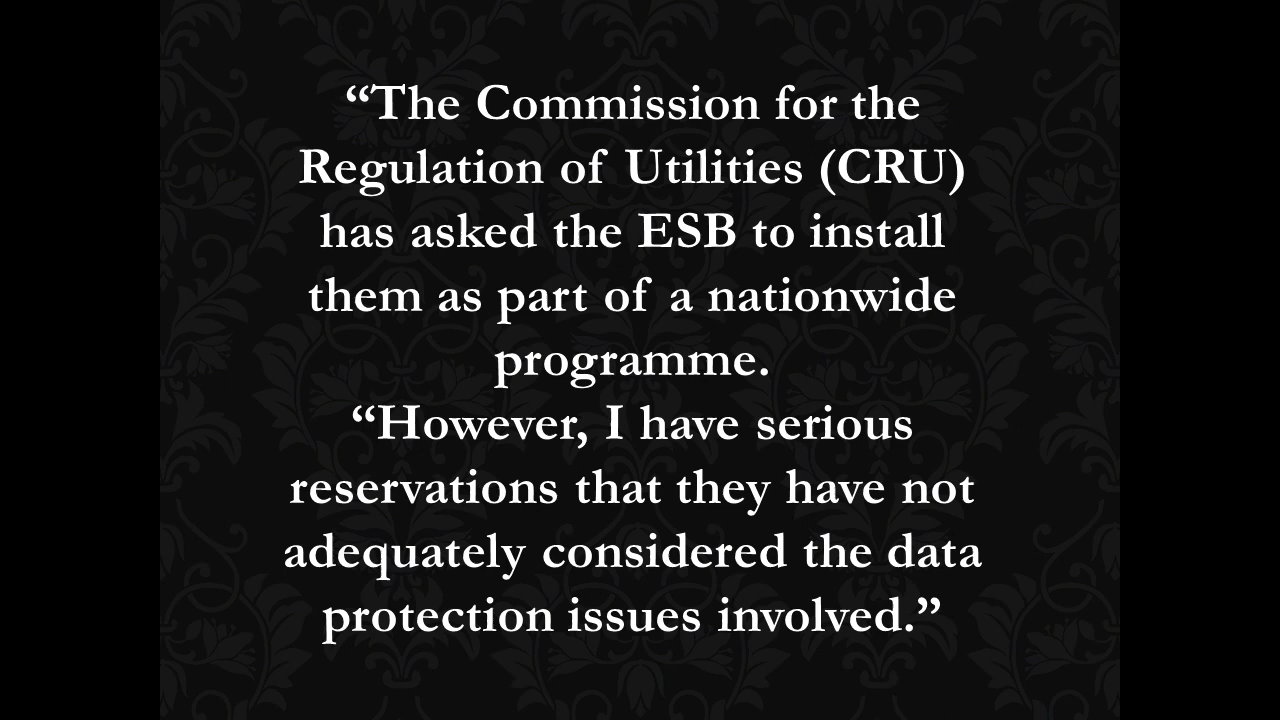 “The Commission for the
Regulation of Utilities (CRU)
has asked the ESB to install
them as part of a nationwide
programme.
“However, I have serious
reservations that they have not
adequately considered the data
protection issues involved.”